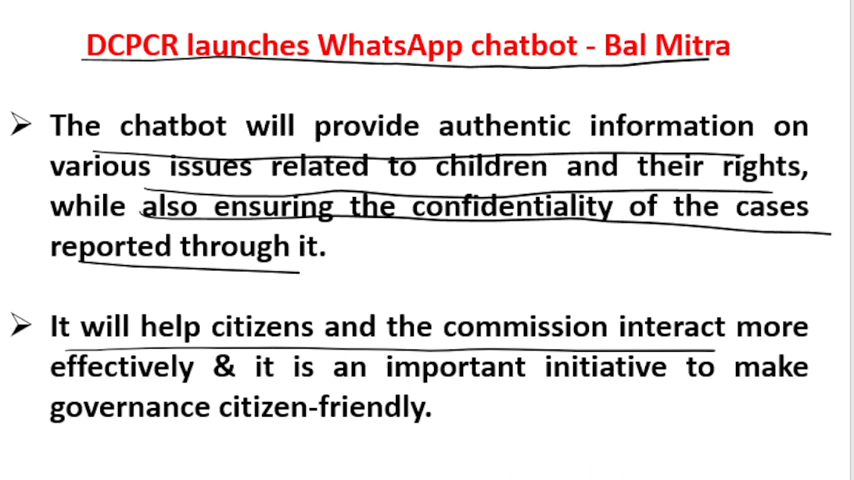 DCPCR launches WhatsApp chatbot - Bal Mitra
➢ The chatbot will provide authentic information on
various issues related to children and their rights,
while also ensuring the confidentiality of the cases
reported through it.
➢ It will help citizens and the commission interact more
effectively & it is an important initiative to make
governance citizen-friendly.